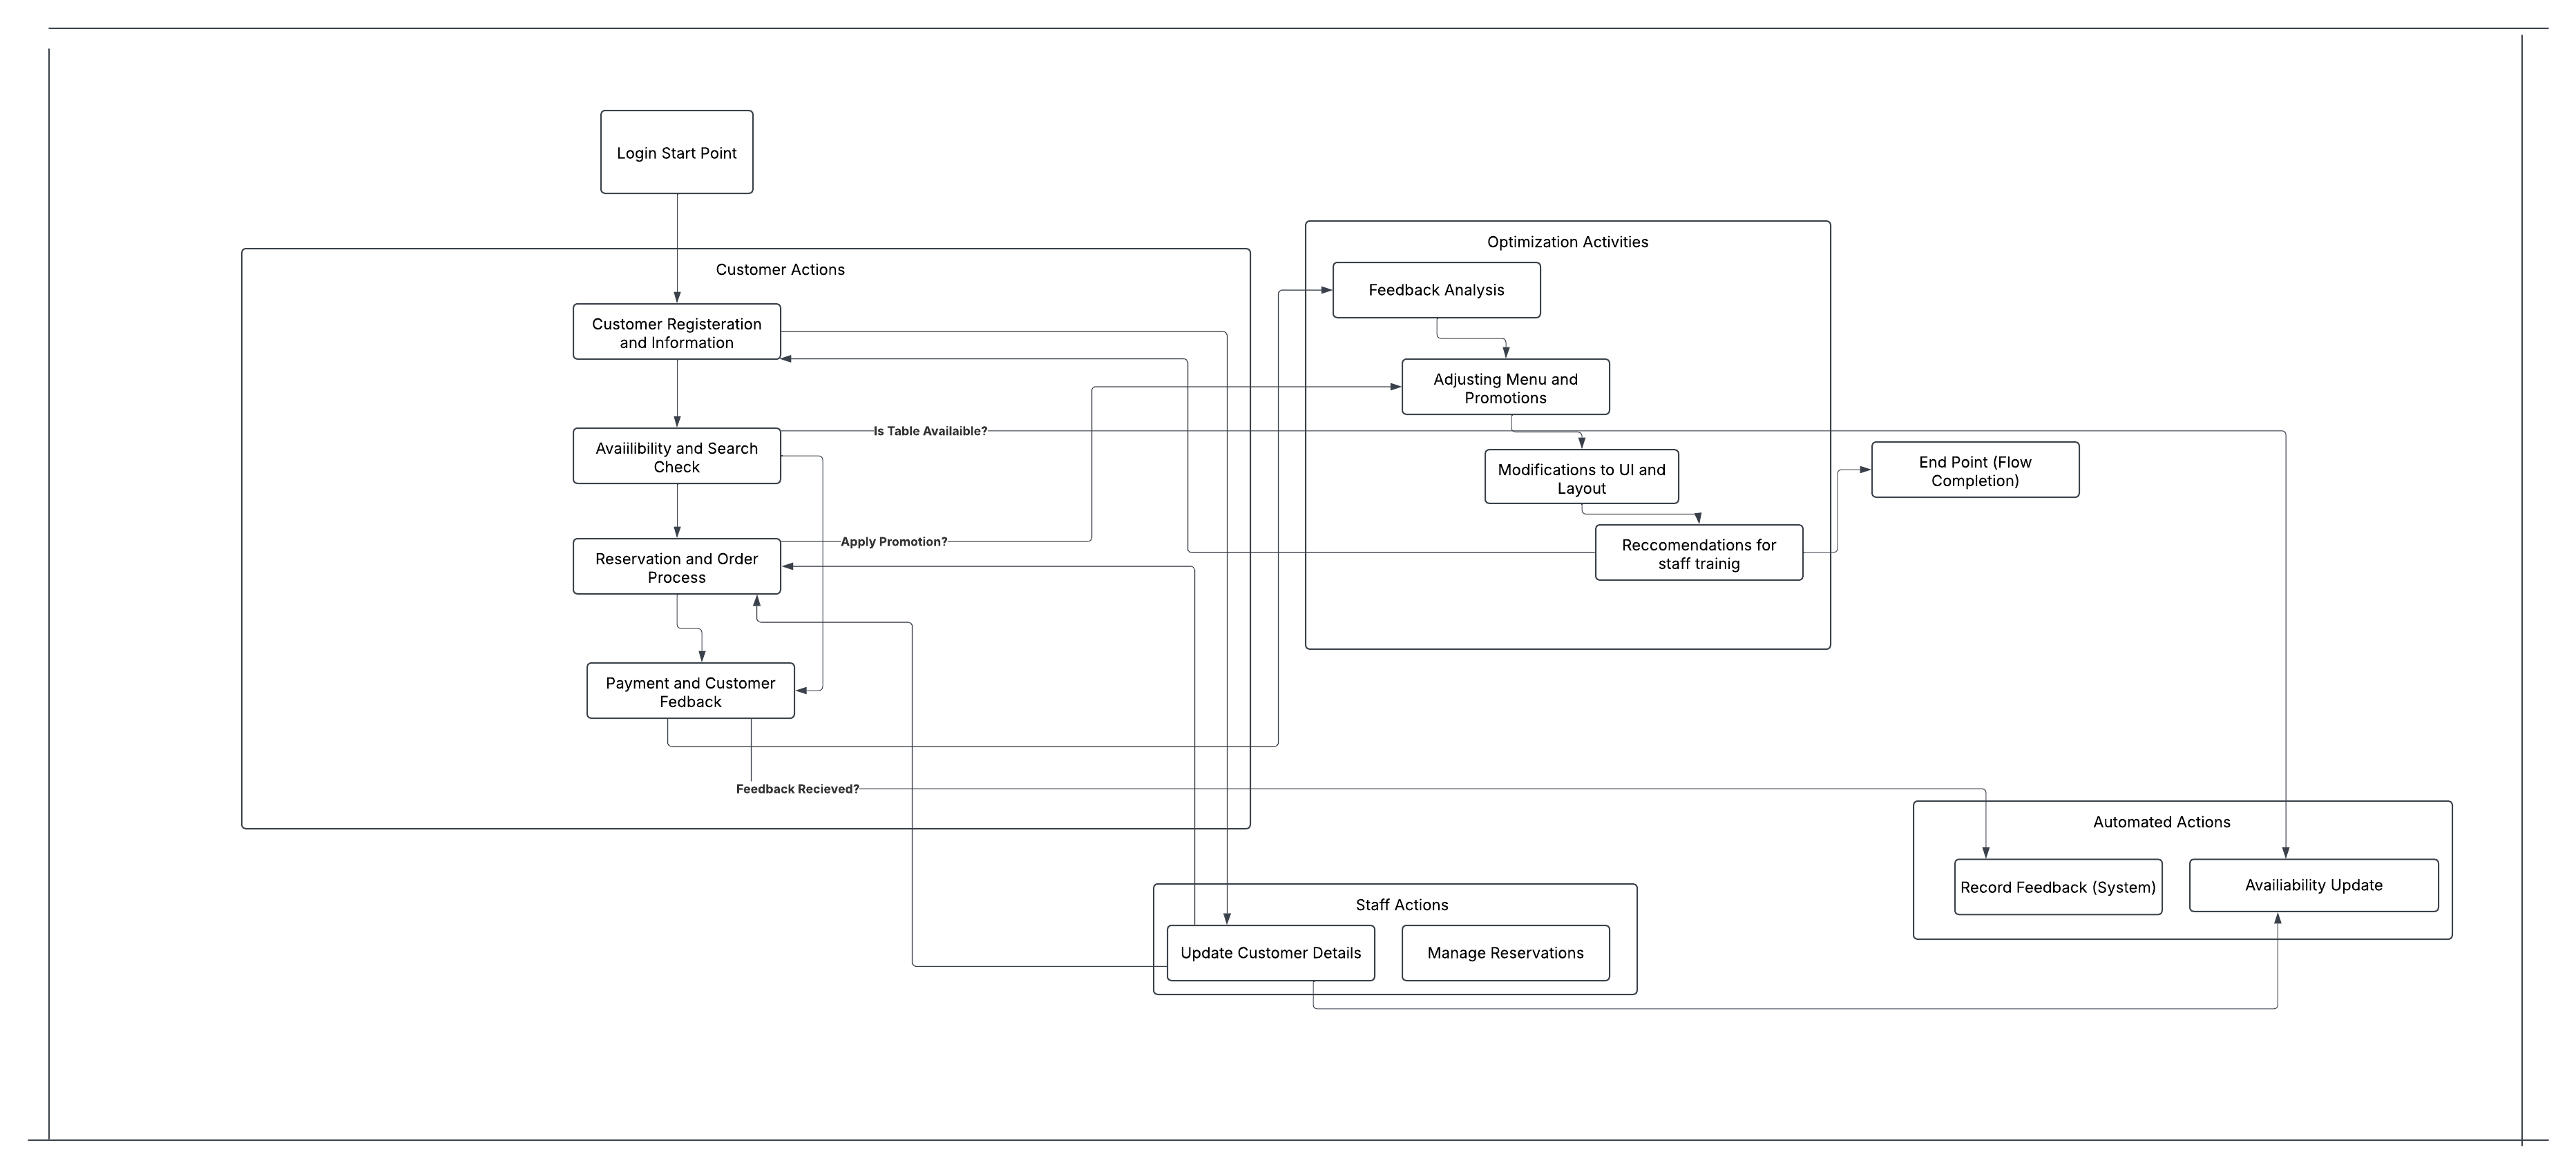 Login Start Point
Customer Actions
Customer Registeration
and Information
Avaiilibility and Search
Check
Is Table Availaible?
Reservation and Order
Process
Apply Promotion?
Payment and Customer
Fedback
Feedback Recieved?
Optimization Activities
Feedback Analysis
Adjusting Menu and
Promotions
Modifications to UI and
Layout
Reccomendations for
staff trainig
End Point (Flow
Completion)
Staff Actions
Update Customer Details
Manage Reservations
Automated Actions
Record Feedback (System)
Availiability Update